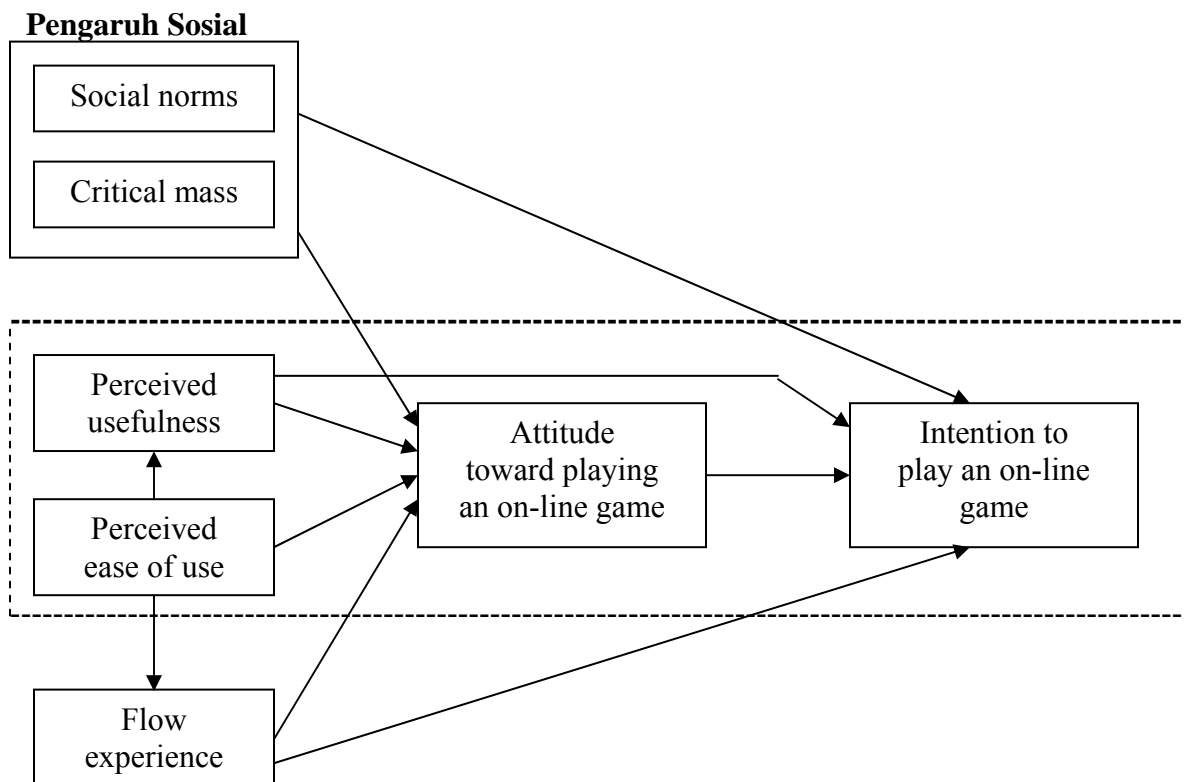 Pengaruh Sosial
Social norms
Critical mass
Perceived
usefulness
Attitude
toward playing
an on-line game
Intention to
play an on-line
game
Perceived
ease of use
Flow
experience